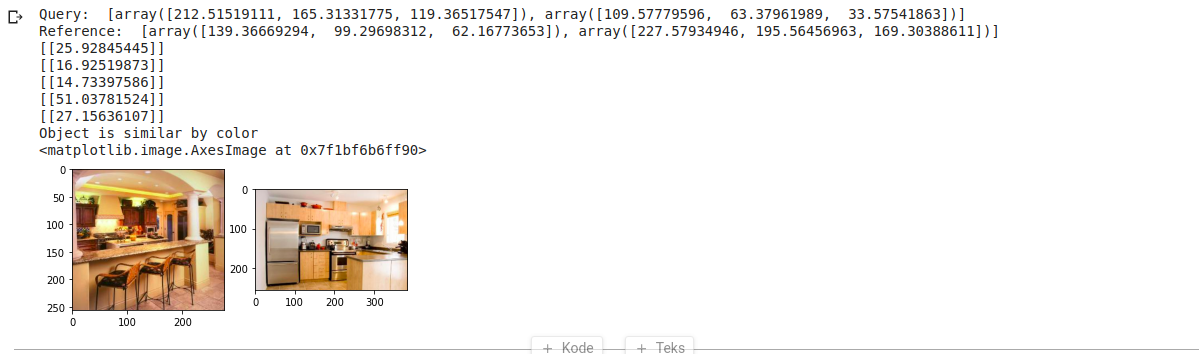 Query:  [array([212.51519111, 165.31331775, 119.36517547]), array([109.57779596,  63.37961989,  33.57541863])]
Reference:  [array([139.36669294,  99.29698312,  62.16773653]), array([227.57934946, 195.56456963, 169.30388611])]
[[25.92845445]]
[[16.92519873]]
[[14.73397586]]
[[51.03781524]]
[[27.15636107]]
Object is similar by color
<matplotlib.image.AxesImage at 0x7f1bf6b6ff90>
0
50
100
150
200
250
0 100 200
0
100
200
0 100 200 300
+ Kode + Teks